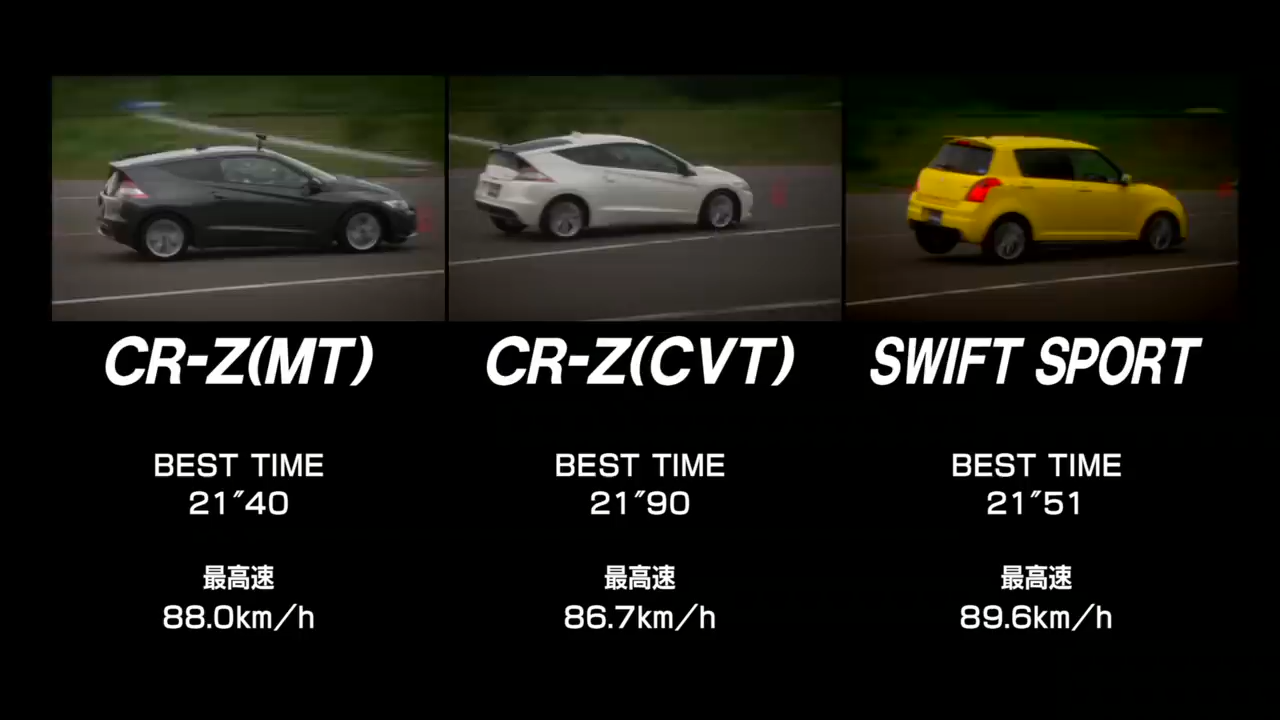 CR-Z(MT)
BEST TIME
21″40
最高速
88.0km/h
CR-Z(CVT)
BEST TIME
21″90
最高速
86.7km/h
SWIFT SPORT
BEST TIME
21″51
最高速
89.6km/h